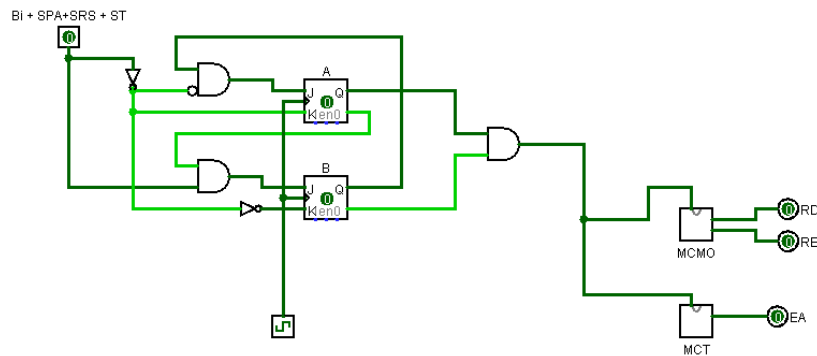 Bi + SPA+SRS + ST
0
A
J Q
0
K en0
B
J Q
0
K en0
MCMO
0 RD
0 RE
MCT
0 EA